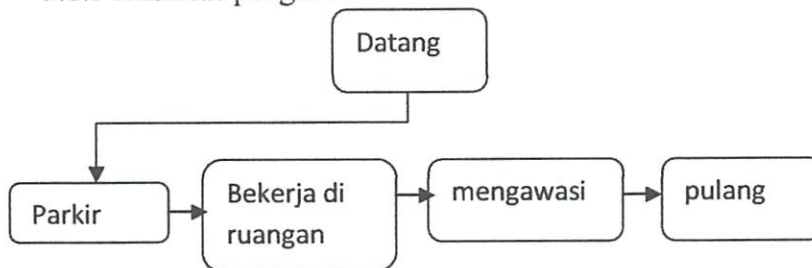 Datang
Parkir
Bekerja di
ruangan
mengawasi
pulang